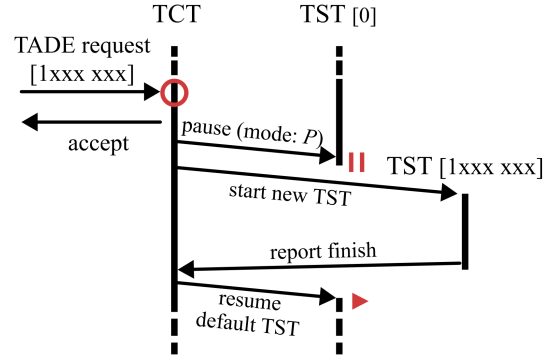 TCT
TST [0]
TADE request
[1xxx xxx]
accept
pause (mode: P)
TST [1xxx xxx]
start new TST
report finish
resume
default TST